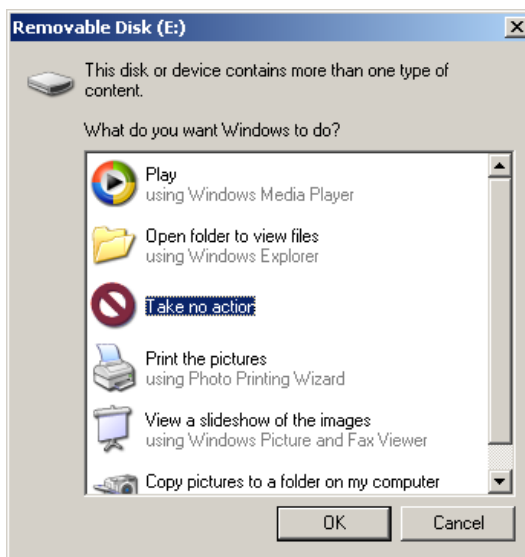 Removable Disk (E:)
This disk or device contains more than one type of
content.
What do you want Windows to do?
Play
using Windows Media Player
Open folder to view files
using Windows Explorer
Take no action
Print the pictures
using Photo Printing Wizard
View a slideshow of the images
using Windows Picture and Fax Viewer
Copy pictures to a folder on my computer
OK
Cancel